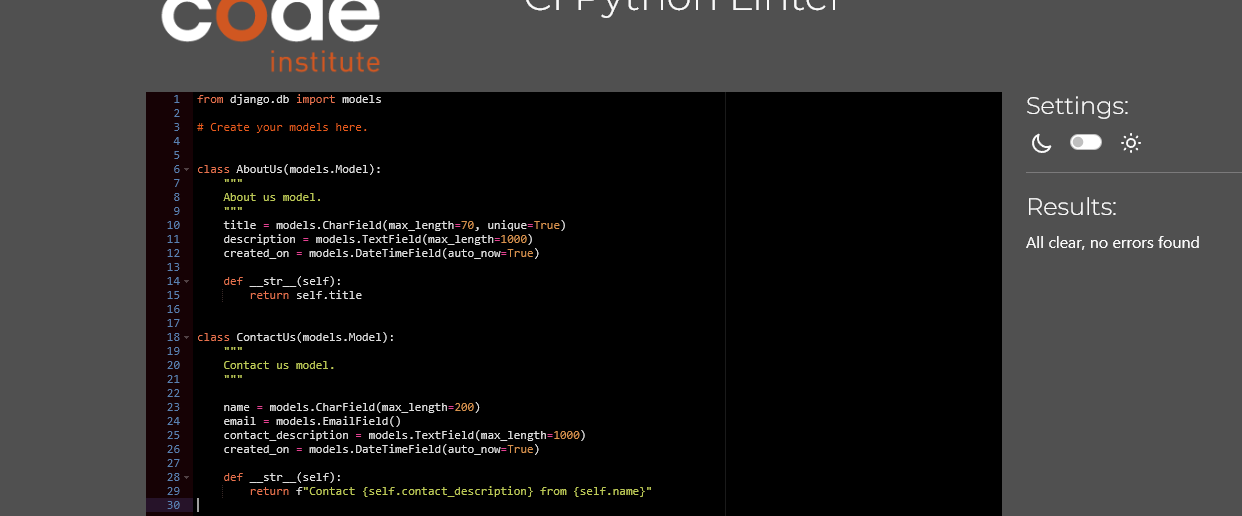 code
institute
CI Python Linter
1 from django.db import models
2
3 # Create your models here.
4
5
6 class AboutUs(models.Model):
7     """
8     About us model.
9     """
10     title = models.CharField(max_length=70, unique=True)
11     description = models.TextField(max_length=1000)
12     created_on = models.DateTimeField(auto_now=True)
13
14     def __str__(self):
15         return self.title
16
17
18 class ContactUs(models.Model):
19     """
20     Contact us model.
21     """
22
23     name = models.CharField(max_length=200)
24     email = models.EmailField()
25     contact_description = models.TextField(max_length=1000)
26     created_on = models.DateTimeField(auto_now=True)
27
28     def __str__(self):
29         return f"Contact {self.contact_description} from {self.name}"
30
Settings:
Results:
All clear, no errors found